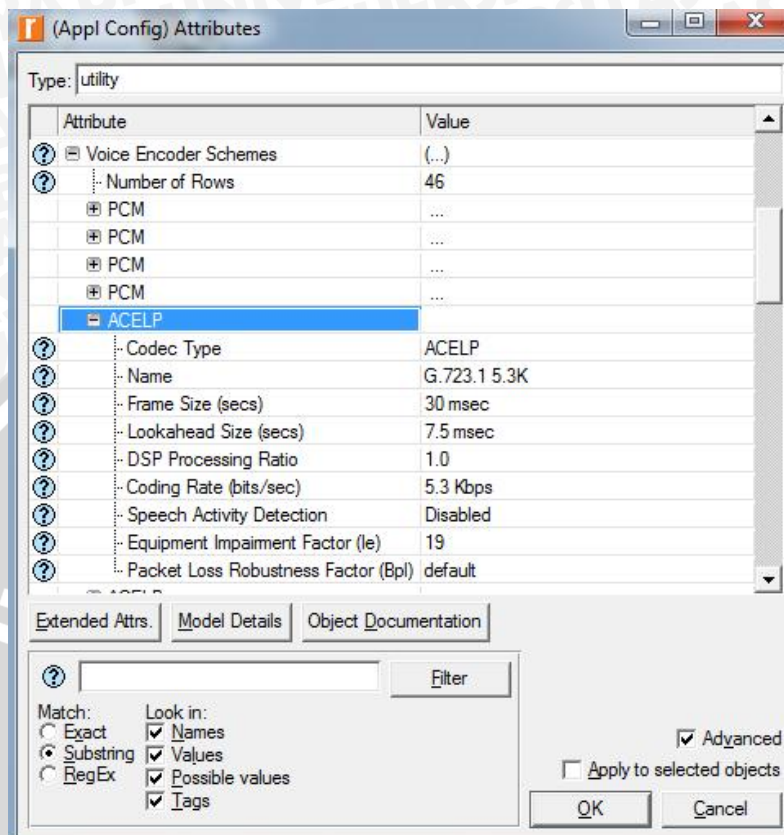 (Appl Config) Attributes
Type: utility
Attribute Value
Voice Encoder Schemes (...)
Number of Rows 46
PCM ...
PCM ...
PCM ...
PCM ...
ACELP
Codec Type ACELP
Name G.723.1 5.3K
Frame Size (secs) 30 msec
Lookahead Size (secs) 7.5 msec
DSP Processing Ratio 1.0
Coding Rate (bits/sec) 5.3 Kbps
Speech Activity Detection Disabled
Equipment Impairment Factor (Ie) 19
Packet Loss Robustness Factor (Bpl) default
Extended Attrs. Model Details Object Documentation
Filter
Match: Look in:
Exact Names
Substring Values
RegEx Possible values
Tags
Advanced
Apply to selected objects
OK Cancel